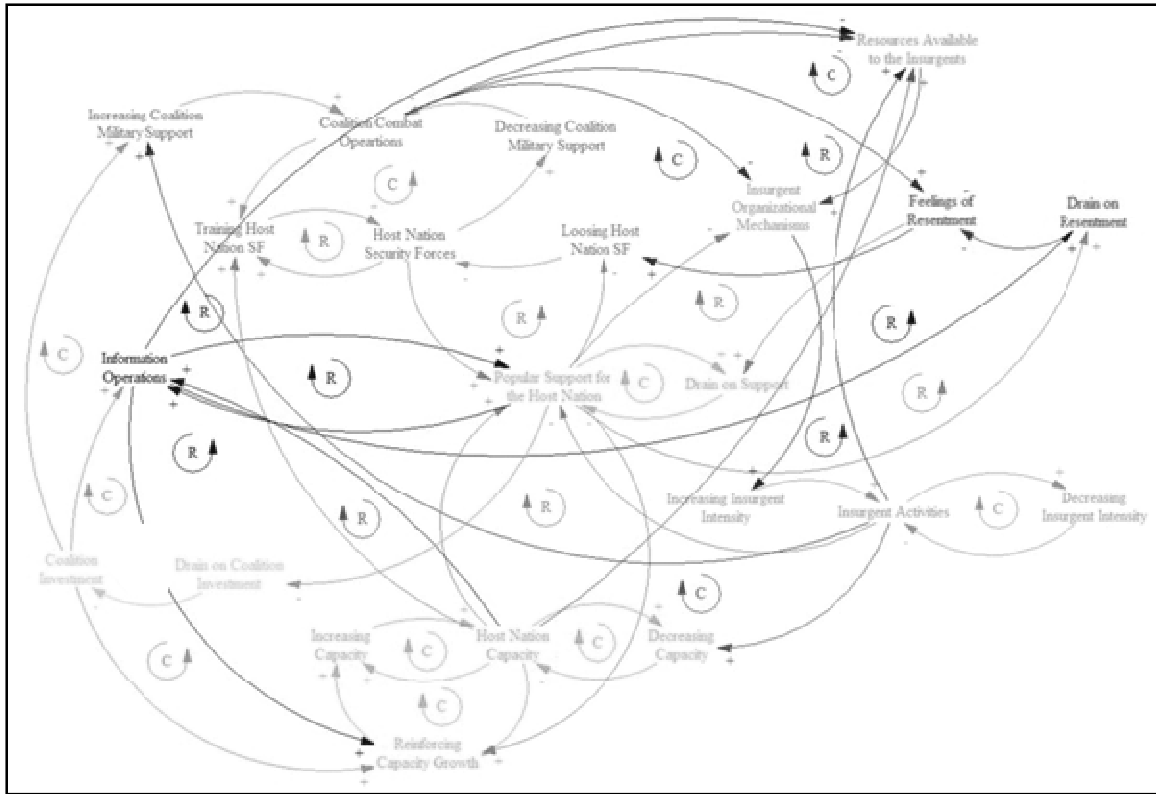 Resources Available
to the Insurgents
Increasing Coalition
Military Support
Coalition Combat
Opeartions
Decreasing Coalition
Military Support
Insurgent
Organizational
Mechanisms
Feelings of
Resentment
Drain on
Resentment
Training Host
Nation SF
Host Nation
Security Forces
Loosing Host
Nation SF
Information
Operations
Popular Support for
the Host Nation
Drain on Support
Increasing Insurgent
Intensity
Insurgent Activities
Decreasing
Insurgent Intensity
Coalition
Investment
Drain on Coalition
Investment
Increasing
Capacity
Host Nation
Capacity
Decreasing
Capacity
Reinforcing
Capacity Growth
C
C
R
C
R
R
R
R
C
R
R
C
R
R
R
C
C
R
R
C
C
C
C
C